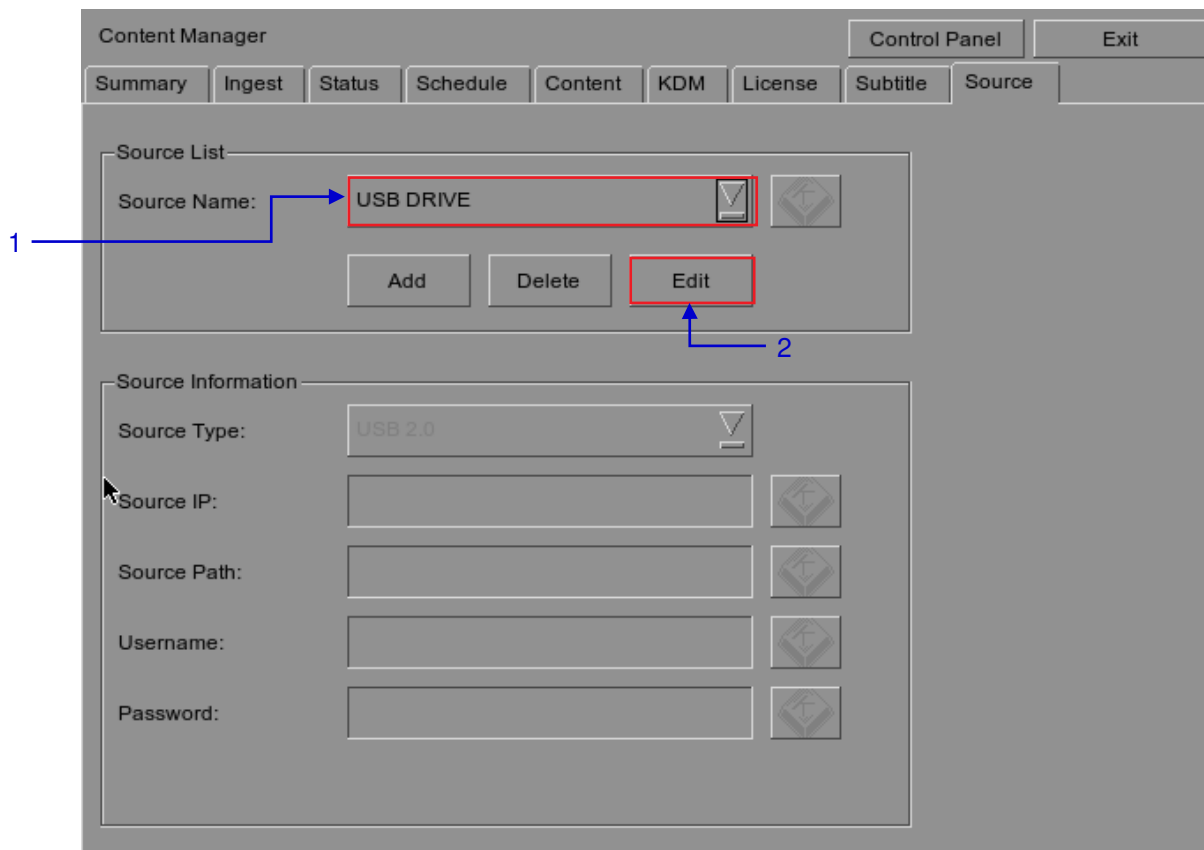 Content Manager
Control Panel
Exit
Summary
Ingest
Status
Schedule
Content
KDM
License
Subtitle
Source
Source List
Source Name:
USB DRIVE
1
Add
Delete
Edit
2
Source Information
Source Type:
USB 2.0
Source IP:
Source Path:
Username:
Password: